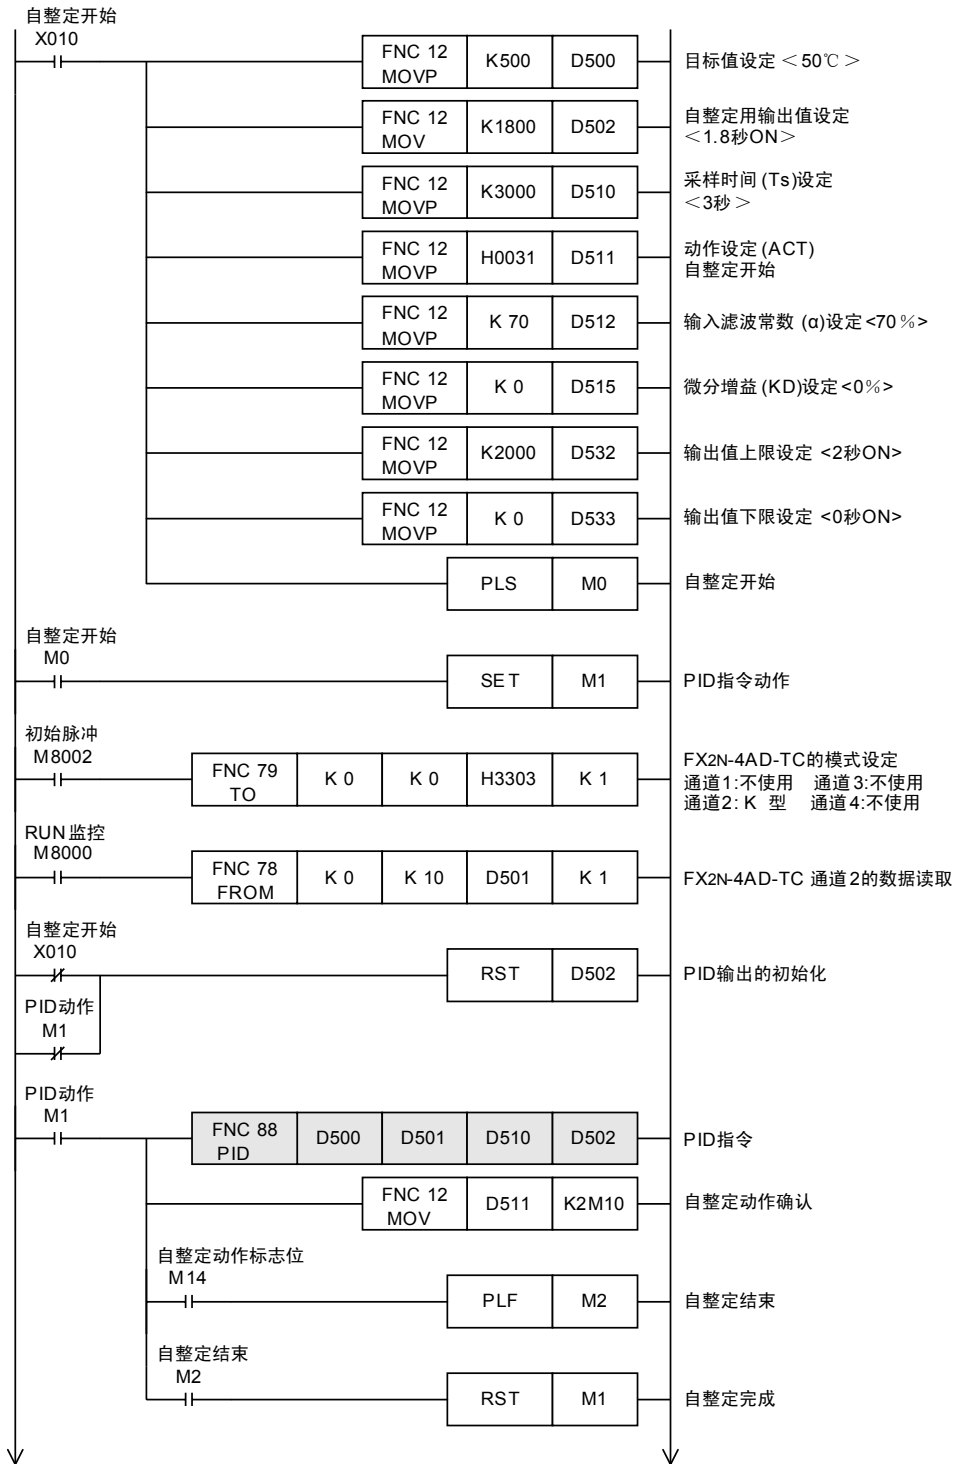 自整定开始
X010
FNC 12 MOVP K500 D500 目标值设定 ＜50℃＞
FNC 12 MOV K1800 D502 自整定用输出值设定
＜1.8秒ON＞
FNC 12 MOVP K3000 D510 采样时间 (Ts)设定
＜3秒＞
FNC 12 MOVP H0031 D511 动作设定 (ACT)
自整定开始
FNC 12 MOVP K 70 D512 输入滤波常数 (α)设定 <70％>
FNC 12 MOVP K 0 D515 微分增益 (KD)设定 <0％>
FNC 12 MOVP K2000 D532 输出值上限设定 <2秒ON>
FNC 12 MOVP K 0 D533 输出值下限设定 <0秒ON>
PLS M0 自整定开始
自整定开始
M0
SET M1 PID指令动作
初始脉冲
M8002
FNC 79 TO K 0 K 0 H3303 K 1 FX2N-4AD-TC的模式设定
通道1:不使用 通道3:不使用
通道2: K 型 通道4:不使用
RUN监控
M8000
FNC 78 FROM K 0 K 10 D501 K 1 FX2N-4AD-TC 通道2的数据读取
自整定开始
X010
RST D502 PID输出的初始化
PID动作
M1
PID动作
M1
FNC 88 PID D500 D501 D510 D502 PID指令
FNC 12 MOV D511 K2M10 自整定动作确认
自整定动作标志位
M14
PLF M2 自整定结束
自整定结束
M2
RST M1 自整定完成